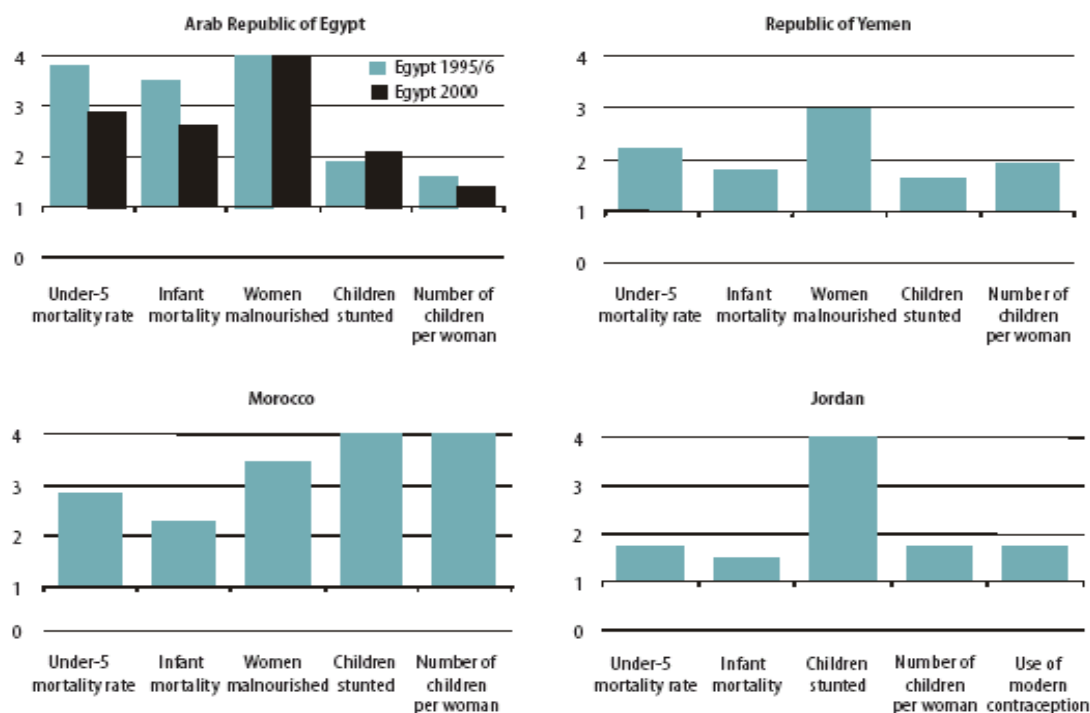 Arab Republic of Egypt
4
3
2
1
0
Egypt 1995/6
Egypt 2000
Under-5
mortality rate
Infant
mortality
Women
malnourished
Children
stunted
Number of
children
per woman
Republic of Yemen
4
3
2
1
0
Under-5
mortality rate
Infant
mortality
Women
malnourished
Children
stunted
Number of
children
per woman
Morocco
4
3
2
1
0
Under-5
mortality rate
Infant
mortality
Women
malnourished
Children
stunted
Number of
children
per woman
Jordan
4
3
2
1
0
Under-5
mortality rate
Infant
mortality
Children
stunted
Number of
children
per woman
Use of
modern
contraception